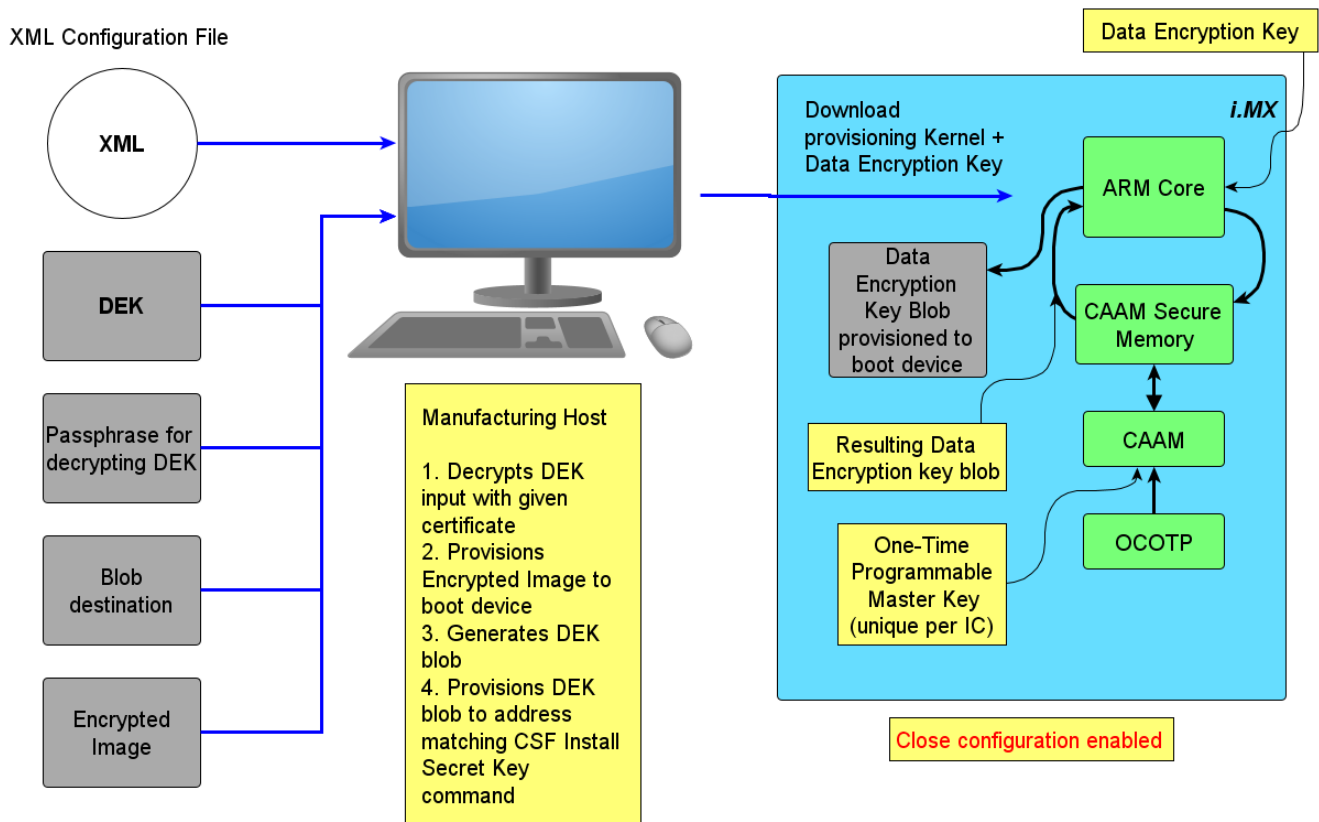 XML Configuration File
XML
DEK
Passphrase for
decrypting DEK
Blob
destination
Encrypted
Image
Manufacturing Host
1. Decrypts DEK
input with given
certificate
2. Provisions
Encrypted Image to
boot device
3. Generates DEK
blob
4. Provisions DEK
blob to address
matching CSF Install
Secret Key
command
Data Encryption Key
i.MX
Download
provisioning Kernel +
Data Encryption Key
ARM Core
Data
Encryption
Key Blob
provisioned to
boot device
CAAM Secure
Memory
Resulting Data
Encryption key blob
CAAM
One-Time
Programmable
Master Key
(unique per IC)
OCOTP
Close configuration enabled